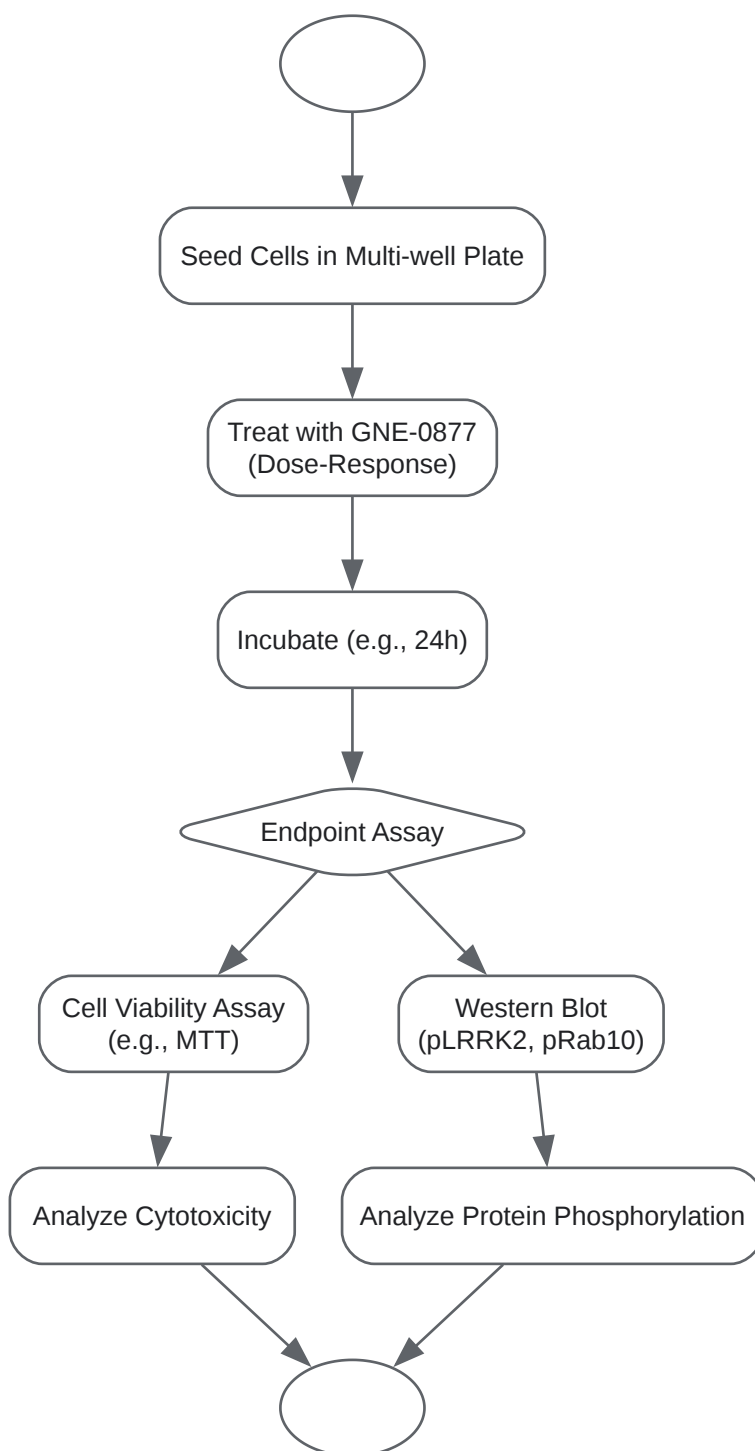 Seed Cells in Multi-well Plate
Treat with GNE-0877
(Dose-Response)
Incubate (e.g., 24h)
Endpoint Assay
Cell Viability Assay
(e.g., MTT)
Western Blot
(pLRRK2, pRab10)
Analyze Cytotoxicity
Analyze Protein Phosphorylation